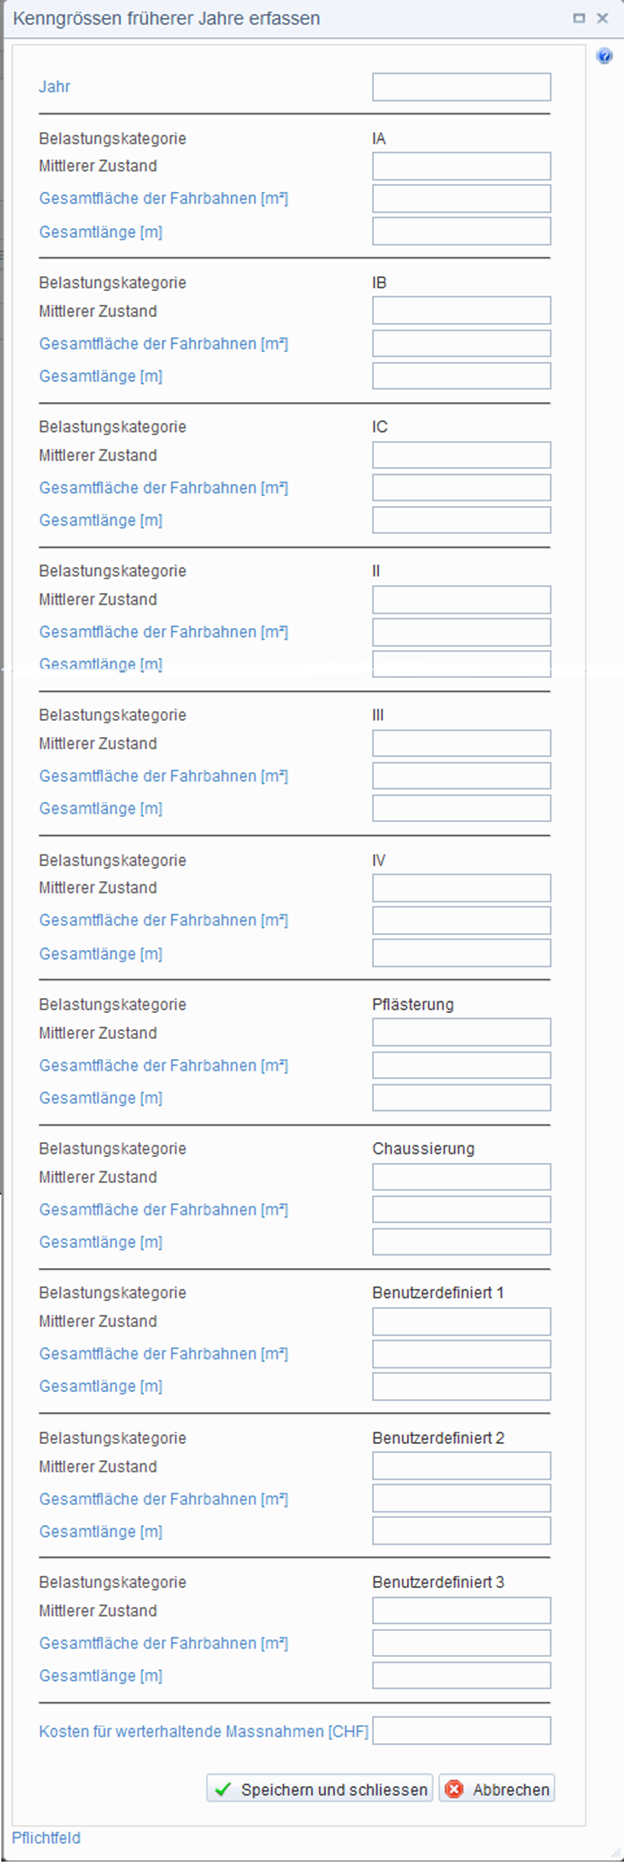 Kenngrössen früherer Jahre erfassen
Jahr
Belastungskategorie IA
Mittlerer Zustand
Gesamtfläche der Fahrbahnen [m²]
Gesamtlänge [m]
Belastungskategorie IB
Mittlerer Zustand
Gesamtfläche der Fahrbahnen [m²]
Gesamtlänge [m]
Belastungskategorie IC
Mittlerer Zustand
Gesamtfläche der Fahrbahnen [m²]
Gesamtlänge [m]
Belastungskategorie II
Mittlerer Zustand
Gesamtfläche der Fahrbahnen [m²]
Gesamtlänge [m]
Belastungskategorie III
Mittlerer Zustand
Gesamtfläche der Fahrbahnen [m²]
Gesamtlänge [m]
Belastungskategorie IV
Mittlerer Zustand
Gesamtfläche der Fahrbahnen [m²]
Gesamtlänge [m]
Belastungskategorie Pflästerung
Mittlerer Zustand
Gesamtfläche der Fahrbahnen [m²]
Gesamtlänge [m]
Belastungskategorie Chaussierung
Mittlerer Zustand
Gesamtfläche der Fahrbahnen [m²]
Gesamtlänge [m]
Belastungskategorie Benutzerdefiniert 1
Mittlerer Zustand
Gesamtfläche der Fahrbahnen [m²]
Gesamtlänge [m]
Belastungskategorie Benutzerdefiniert 2
Mittlerer Zustand
Gesamtfläche der Fahrbahnen [m²]
Gesamtlänge [m]
Belastungskategorie Benutzerdefiniert 3
Mittlerer Zustand
Gesamtfläche der Fahrbahnen [m²]
Gesamtlänge [m]
Kosten für werterhaltende Massnahmen [CHF]
Speichern und schliessen Abbrechen
Pflichtfeld